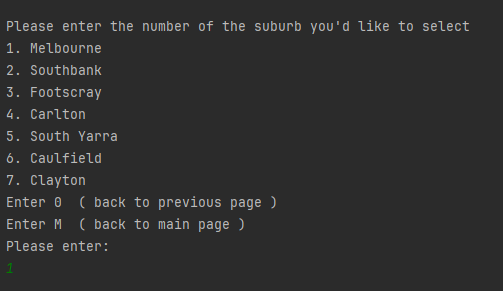 Please enter the number of the suburb you'd like to select
1. Melbourne
2. Southbank
3. Footscray
4. Carlton
5. South Yarra
6. Caulfield
7. Clayton
Enter 0  ( back to previous page )
Enter M  ( back to main page )
Please enter:
1